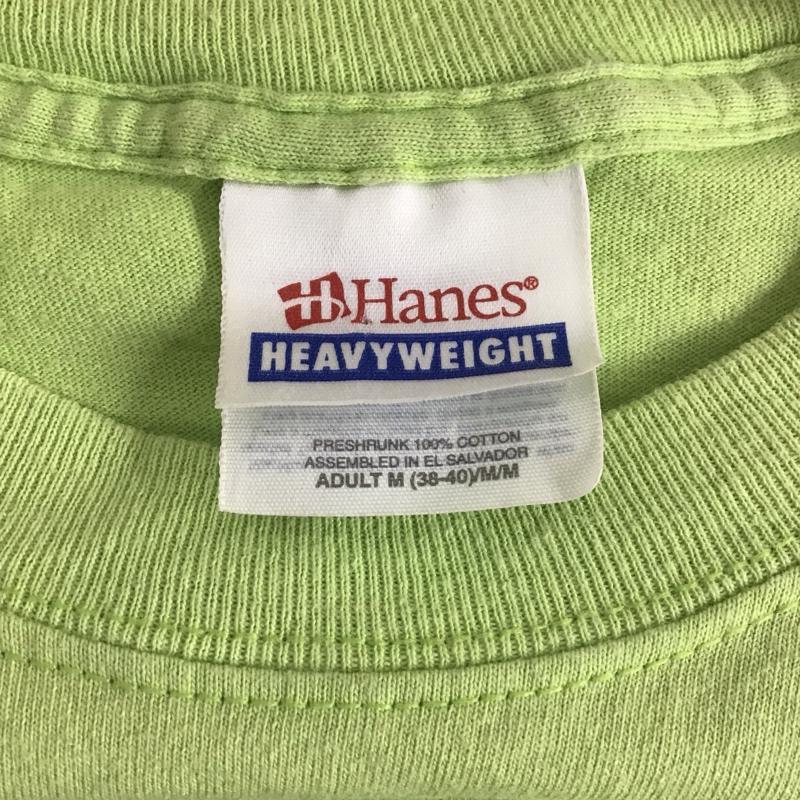 Hanes®
HEAVYWEIGHT
PRESHRUNK 100% COTTON
ASSEMBLED IN EL SALVADOR
ADULT M (38-40)/M/M